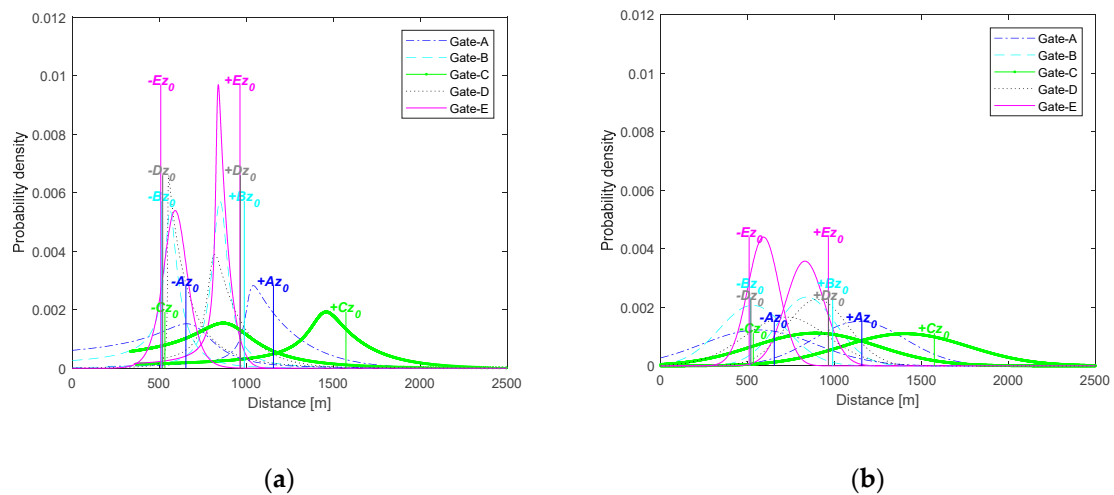 0.012
0.01
0.008
0.006
0.004
0.002
0
Probability density
0 500 1000 1500 2000 2500
Distance [m]
Gate-A
Gate-B
Gate-C
Gate-D
Gate-E
-Ez0 +Ez0
-Dz0 +Dz0
-Bz0 +Bz0
-Az0 +Az0
-Cz0 +Cz0
(a)
0.012
0.01
0.008
0.006
0.004
0.002
0
Probability density
0 500 1000 1500 2000 2500
Distance [m]
Gate-A
Gate-B
Gate-C
Gate-D
Gate-E
-Ez0 +Ez0
-Bz0 +Bz0
-Dz0 +Dz0
-Az0 +Az0
-Cz0 +Cz0
(b)